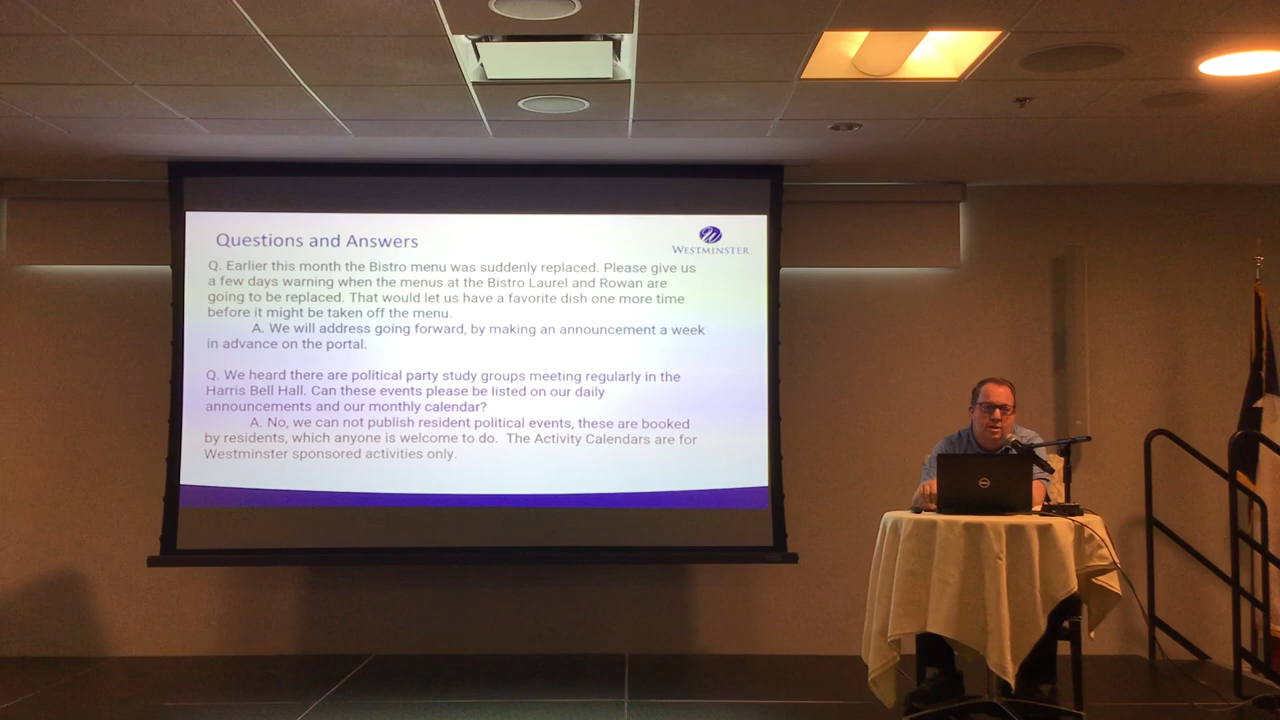 Questions and Answers
WESTMINSTER
Q. Earlier this month the Bistro menu was suddenly replaced. Please give us
a few days warning when the menus at the Bistro Laurel and Rowan are
going to be replaced. That would let us have a favorite dish one more time
before it might be taken off the menu.
A. We will address going forward, by making an announcement a week
in advance on the portal.
Q. We heard there are political party study groups meeting regularly in the
Harris Bell Hall. Can these events please be listed on our daily
announcements and our monthly calendar?
A. No, we can not publish resident political events, these are booked
by residents, which anyone is welcome to do. The Activity Calendars are for
Westminster sponsored activities only.
DELL